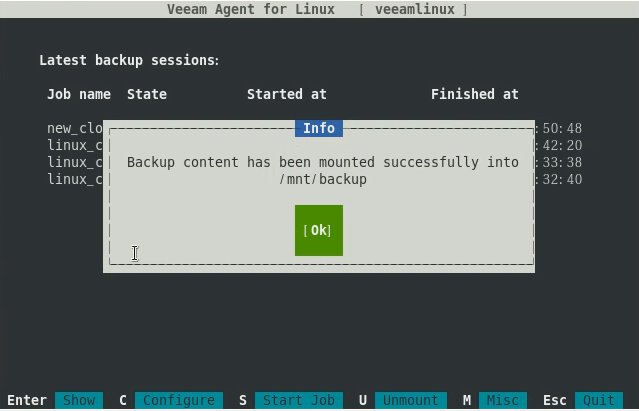 Veeam Agent for Linux [ veeamlinux ]
Latest backup sessions:
Job name State Started at Finished at
new_clo :50:48
linux_c :42:20
linux_c :33:38
linux_c :32:40
Info
Backup content has been mounted successfully into
/mnt/backup
[Ok]
Enter Show C Configure S Start Job U Unmount M Misc Esc Quit